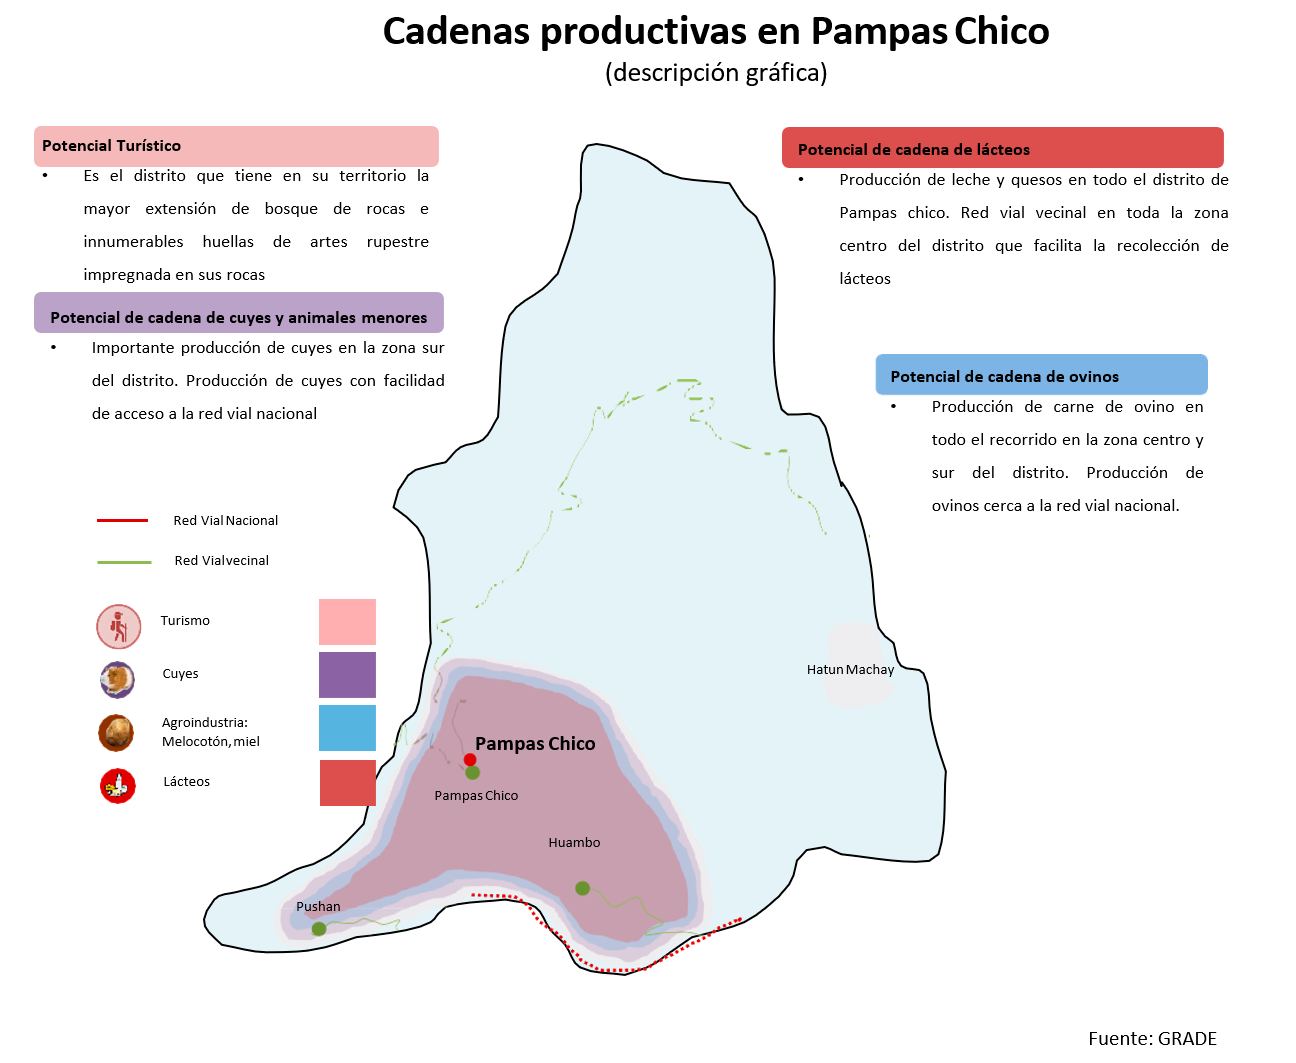 Cadenas productivas en Pampas Chico
(descripción gráfica)
Potencial Turístico
• Es el distrito que tiene en su territorio la
mayor extensión de bosque de rocas e
innumerables huellas de artes rupestre
impregnada en sus rocas
Potencial de cadena de cuyes y animales menores
• Importante producción de cuyes en la zona sur
del distrito. Producción de cuyes con facilidad
de acceso a la red vial nacional
Potencial de cadena de lácteos
• Producción de leche y quesos en todo el distrito de
Pampas chico. Red vial vecinal en toda la zona
centro del distrito que facilita la recolección de
lácteos
Potencial de cadena de ovinos
• Producción de carne de ovino en
todo el recorrido en la zona centro y
sur del distrito. Producción de
ovinos cerca a la red vial nacional.
Red Vial Nacional
Red Vial vecinal
Turismo
Cuyes
Agroindustria:
Melocotón, miel
Lácteos
Hatun Machay
Pampas Chico
Pampas Chico
Huambo
Pushan
Fuente: GRADE